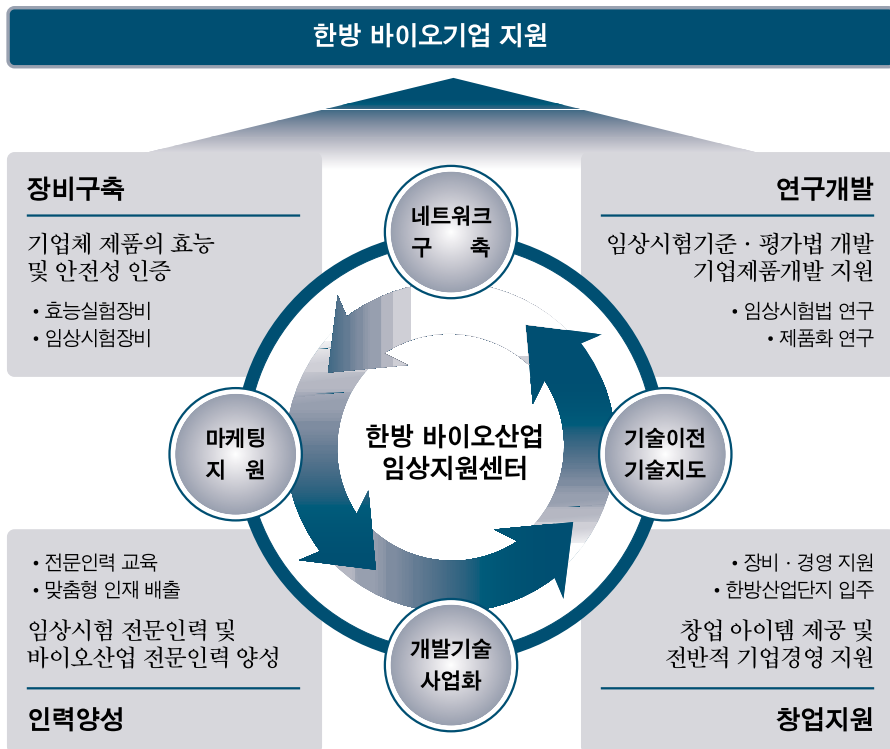 한방 바이오기업 지원
장비구축
기업체 제품의 효능
및 안전성 인증
• 효능실험장비
• 임상시험장비
연구개발
임상시험기준 · 평가법 개발
기업제품개발 지원
• 임상시험법 연구
• 제품화 연구
네트워크
구 축
마케팅
지 원
한방 바이오산업
임상지원센터
기술이전
기술지도
개발기술
사업화
• 전문인력 교육
• 맞춤형 인재 배출
임상시험 전문인력 및
바이오산업 전문인력 양성
인력양성
• 장비 · 경영 지원
• 한방산업단지 입주
창업 아이템 제공 및
전반적 기업경영 지원
창업지원